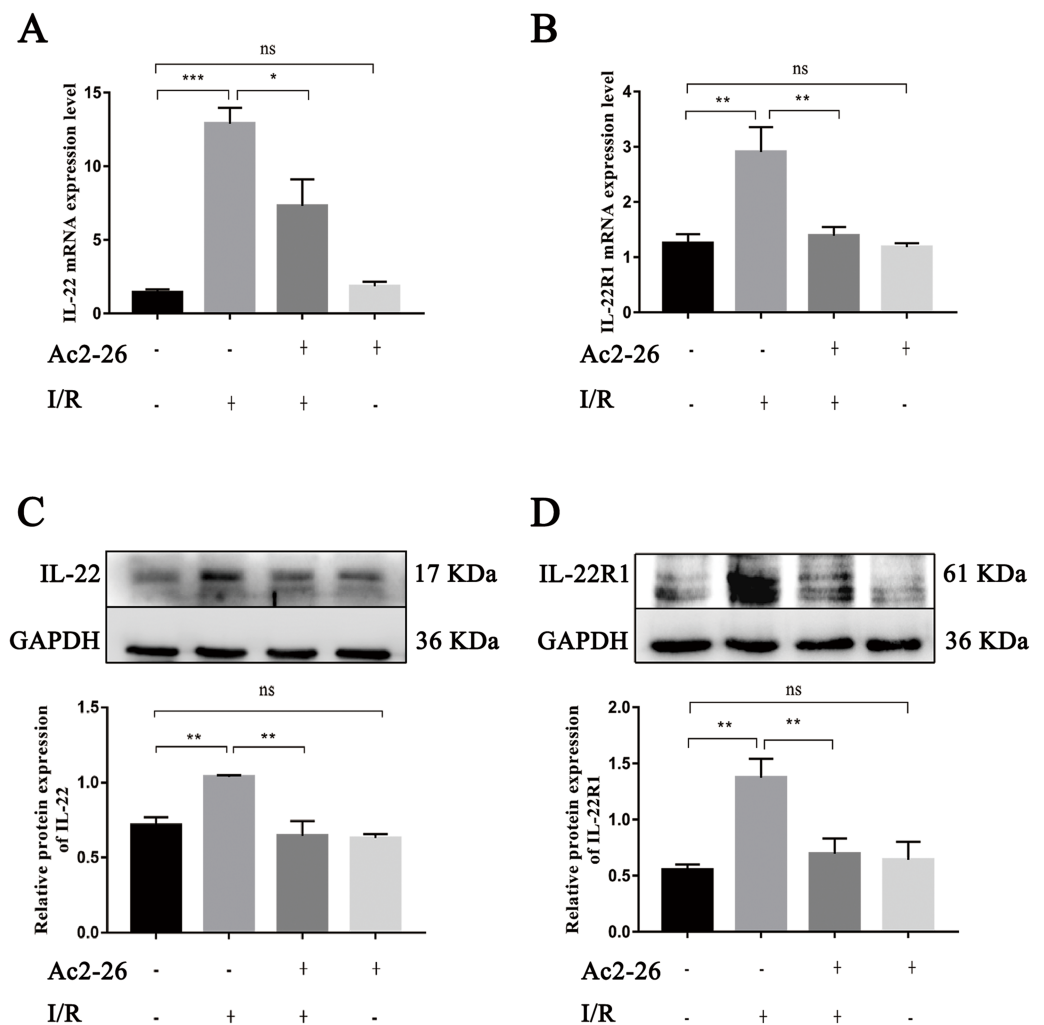 A
ns
***
*
IL-22 mRNA expression level
15
10
5
0
Ac2-26 - - + +
I/R - + + -
B
ns
**
**
IL-22R1 mRNA expression level
4
3
2
1
0
Ac2-26 - - + +
I/R - + + -
C
IL-22 17 KDa
GAPDH 36 KDa
ns
**
**
Relative protein expression
of IL-22
1.5
1.0
0.5
0.0
Ac2-26 - - + +
I/R - + + -
D
IL-22R1 61 KDa
GAPDH 36 KDa
ns
**
**
Relative protein expression
of IL-22R1
2.0
1.5
1.0
0.5
0.0
Ac2-26 - - + +
I/R - + + -